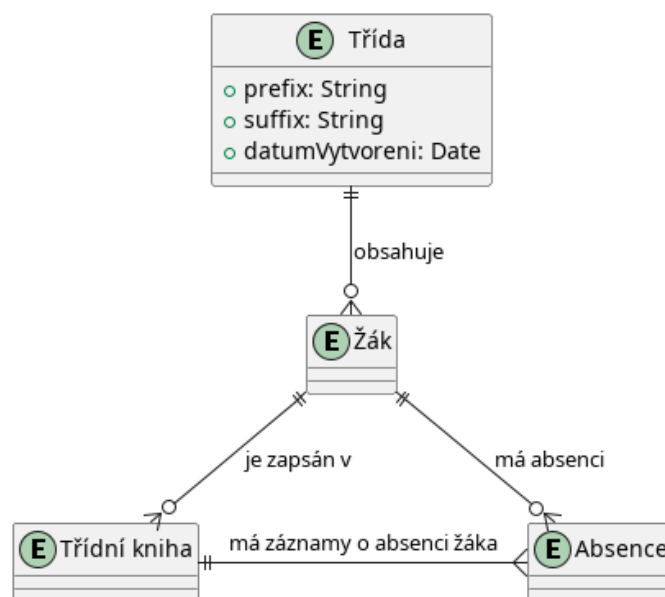 E Třída
prefix: String
suffix: String
datumVytvoreni: Date
obsahuje
E Žák
je zapsán v
má absenci
E Třídní kniha
má záznamy o absenci žáka
E Absence